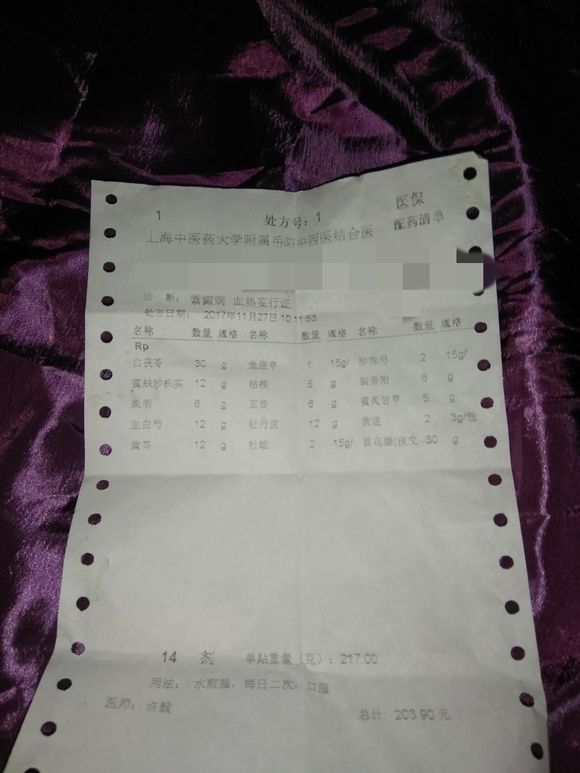 1 处方号：1 医保
上海中医药大学附属岳阳中西医结合医 配药清单
诊 断： 紫癜病 血热妄行证
处方日期： 2017年11月27日 10:11:53
名称 数量 规格 名称 数量 规格 名称 数量 规格
Rp
白茯苓 30 g 鱼腥草 1 15g/ 珍珠母 2 15g/
蜜麸炒枳实 12 g 桔梗 6 g 制香附 6 g
柴胡 6 g 玄参 6 g 蜜炙甘草 6 g
生白芍 12 g 牡丹皮 12 g 黄连 2 3g/包
黄芩 12 g 牡蛎 2 15g/ 首乌藤(夜交 30 g
14 剂 单贴重量（克）：217.00
用法： 水煎服，每日二次，口服
医师： 许毅 总计: 203.90 元